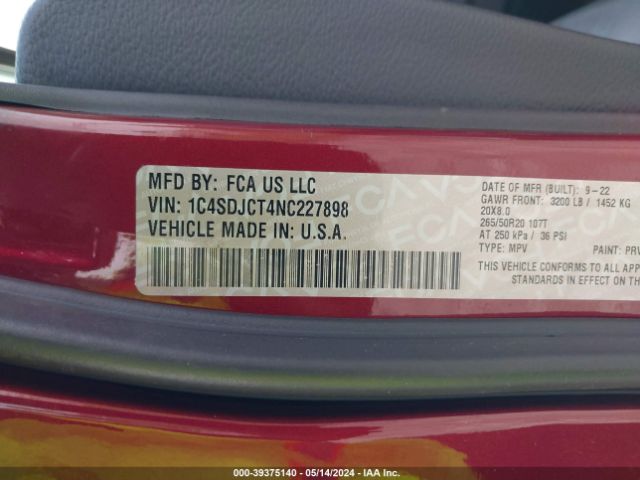 MFD BY: FCA US LLC
VIN: 1C4SDJCT4NC227898
VEHICLE MADE IN: U.S.A.
DATE OF MFR (BUILT): 9-22
GAWR FRONT: 3200 LB / 1452 KG
20X8.0
265/50R20 107T
AT 250 kPa / 36 PSI
TYPE: MPV PAINT: PRV
THIS VEHICLE CONFORMS TO ALL APP
STANDARDS IN EFFECT ON TH
000-39375140 - 05/14/2024 - IAA Inc.